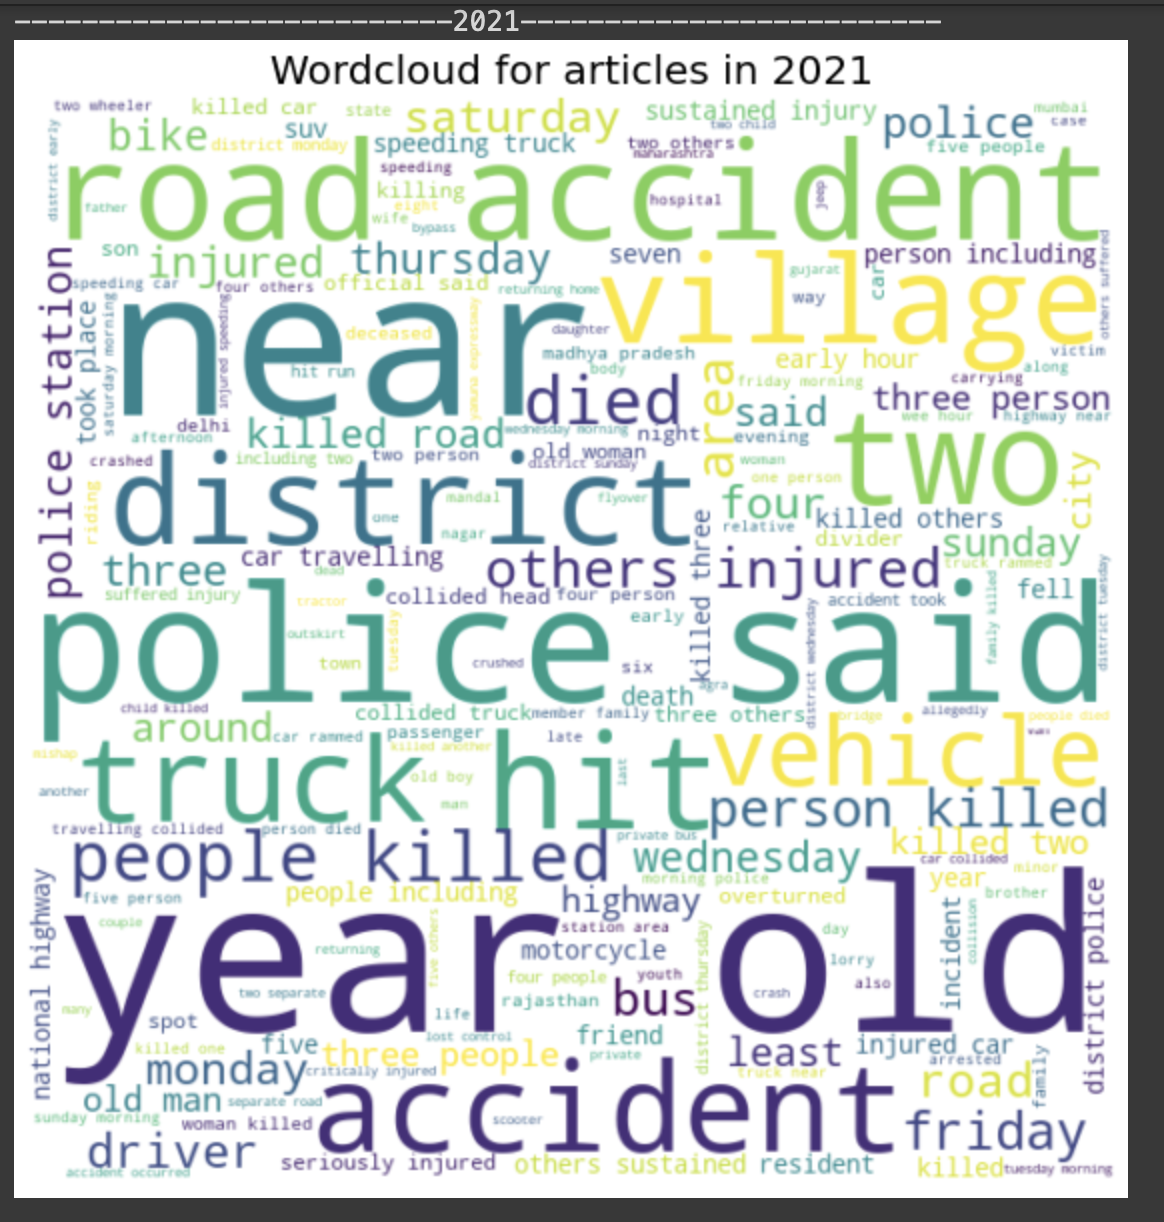 ------------------------2021-----------------------
Wordcloud for articles in 2021
two wheeler
killed car
state
saturday
sustained injury
mumbai
bike
suv
district monday
speeding truck
two child
two others
police
case
five people
district early
road accident
speeding
maharashtra
killing
eight
father
wife
bypass
hospital
jeep
son
injured
thursday
seven
person including
speeding car
four others
official said
returning home
village
gujarat
car
way
others suffered
police station
took place
saturday morning
near
injured speeding
deceased
yamuna expressway
daughter
madhya pradesh
body
hit run
early hour
victim
along
friday morning
carrying
died
area
said
three person
wee hour
highway near
delhi
afternoon
killed road
wednesday morning
night
evening
two
crashed
including two
two person
old woman
district sunday
woman
one person
city
riding
district
mandal
flyover
one
nagar
four
relative
killed others
divider
sunday
three
car travelling
dead
others injured
killed three
truck rammed
suffered injury
tractor
collided head
four person
accident took
fell
family killed
district tuesday
police said
outskirt
town
tuesday
early
crushed
six
death
agra
district wednesday
child killed
around
collided truck
member family
three others
bridge
allegedly
people died
car rammed
passenger
killed another
late
vehicle
mishap
truck hit
old boy
man
last
another
person killed
travelling collided
person died
private bus
killed two
people killed
wednesday
car collided
minor
morning police
year
national highway
five person
people including
highway
overturned
brother
couple
year old
five others
station area
returning
motorcycle
district thursday
day
incident
collision
district police
two separate
four people
youth
lorry
also
rajasthan
bus
crash
many
spot
life
lost control
friend
killed one
five
three people
private
least
injured car
arrested
monday
critically injured
truck near
road
family
old man
separate road
accident
sunday morning
woman killed
scooter
friday
driver
seriously injured
others sustained
resident
killed
tuesday morning
accident occurred